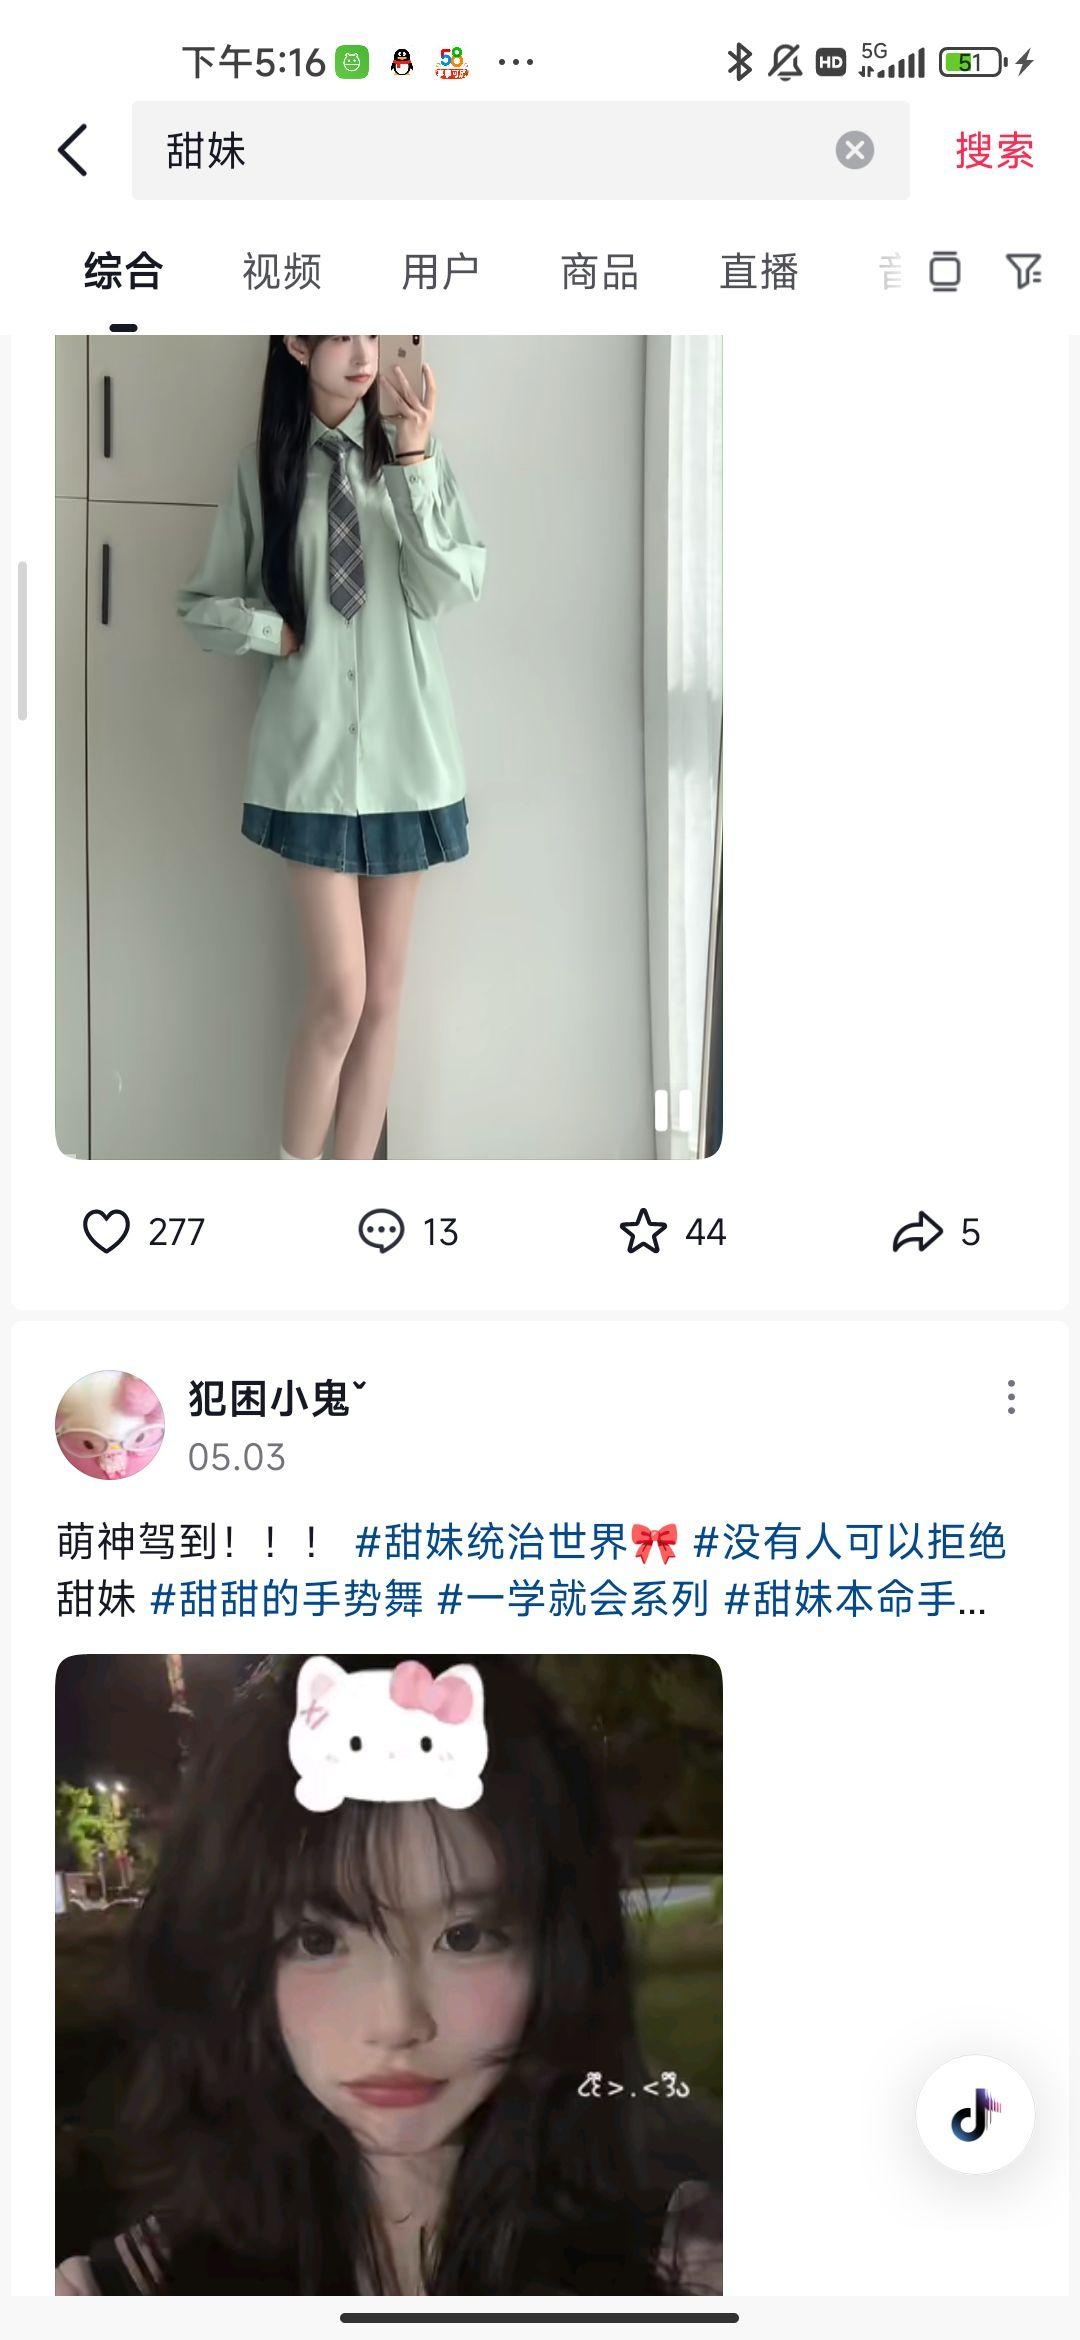 下午5:16 58 ... HD 5G 51
甜妹 搜索
综合 视频 用户 商品 直播
277 13 44 5
犯困小鬼ˇ
05.03
萌神驾到！！！ #甜妹统治世界🎀 #没有人可以拒绝
甜妹 #甜甜的手势舞 #一学就会系列 #甜妹本命手...
>.<